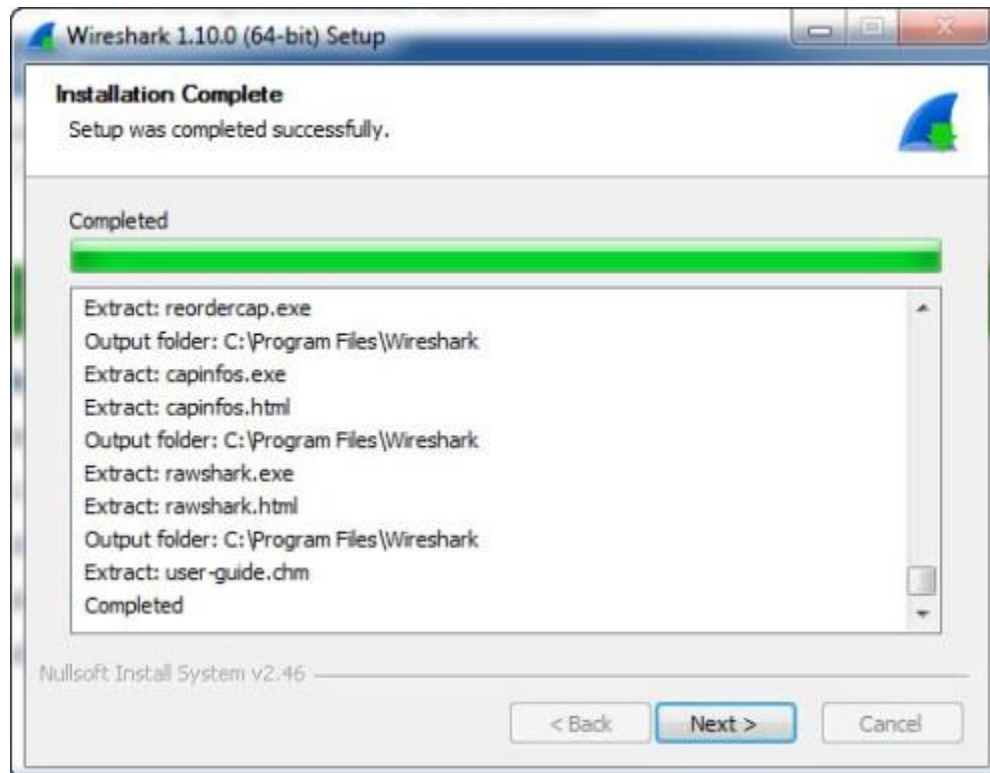 Wireshark 1.10.0 (64-bit) Setup
Installation Complete
Setup was completed successfully.
Completed
Extract: reordercap.exe
Output folder: C:\Program Files\Wireshark
Extract: capinfos.exe
Extract: capinfos.html
Output folder: C:\Program Files\Wireshark
Extract: rawshark.exe
Extract: rawshark.html
Output folder: C:\Program Files\Wireshark
Extract: user-guide.chm
Completed
Nullsoft Install System v2.46
< Back
Next >
Cancel